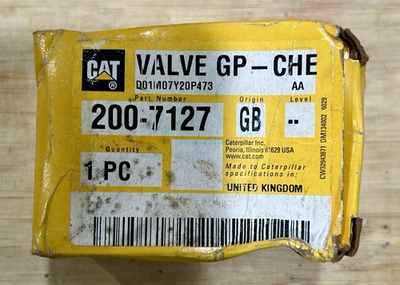 CAT
®
VALVE GP-CHE
D01M07Y20P473 AA
Part Number Origin Level
200-7127 GB --
Quantity
1 PC
Caterpillar Inc.
Peoria, Illinois 61629 USA
www.cat.com
Made to Caterpillar
specifications in:
UNITED KINGDOM